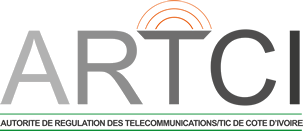 ARTCI
AUTORITE DE REGULATION DES TELECOMMUNICATIONS/TIC DE COTE D'IVOIRE